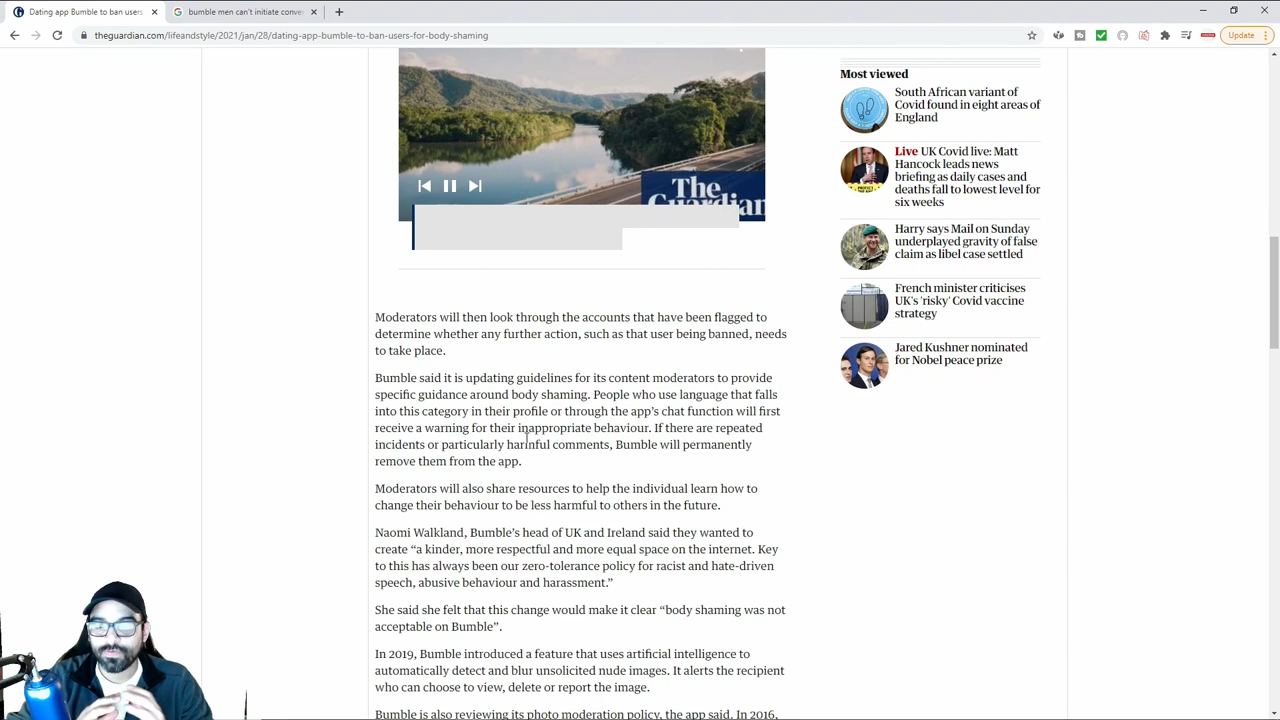 Dating app Bumble to ban users
bumble men can't initiate conve
Update
theguardian.com/lifeandstyle/2021/jan/28/dating-app-bumble-to-ban-users-for-body-shaming
The
Guardian
Moderators will then look through the accounts that have been flagged to
determine whether any further action, such as that user being banned, needs
to take place.
Bumble said it is updating guidelines for its content moderators to provide
specific guidance around body shaming. People who use language that falls
into this category in their profile or through the app’s chat function will first
receive a warning for their inappropriate behaviour. If there are repeated
incidents or particularly harmful comments, Bumble will permanently
remove them from the app.
Moderators will also share resources to help the individual learn how to
change their behaviour to be less harmful to others in the future.
Naomi Walkland, Bumble’s head of UK and Ireland said they wanted to
create “a kinder, more respectful and more equal space on the internet. Key
to this has always been our zero-tolerance policy for racist and hate-driven
speech, abusive behaviour and harassment.”
She said she felt that this change would make it clear “body shaming was not
acceptable on Bumble”.
In 2019, Bumble introduced a feature that uses artificial intelligence to
automatically detect and blur unsolicited nude images. It alerts the recipient
who can choose to view, delete or report the image.
Bumble is also reviewing its photo moderation policy, the app said. In 2016,
Most viewed
South African variant of
Covid found in eight areas of
England
Live UK Covid live: Matt
Hancock leads news
briefing as daily cases and
deaths fall to lowest level for
six weeks
Harry says Mail on Sunday
underplayed gravity of false
claim as libel case settled
French minister criticises
UK's 'risky' Covid vaccine
strategy
Jared Kushner nominated
for Nobel peace prize